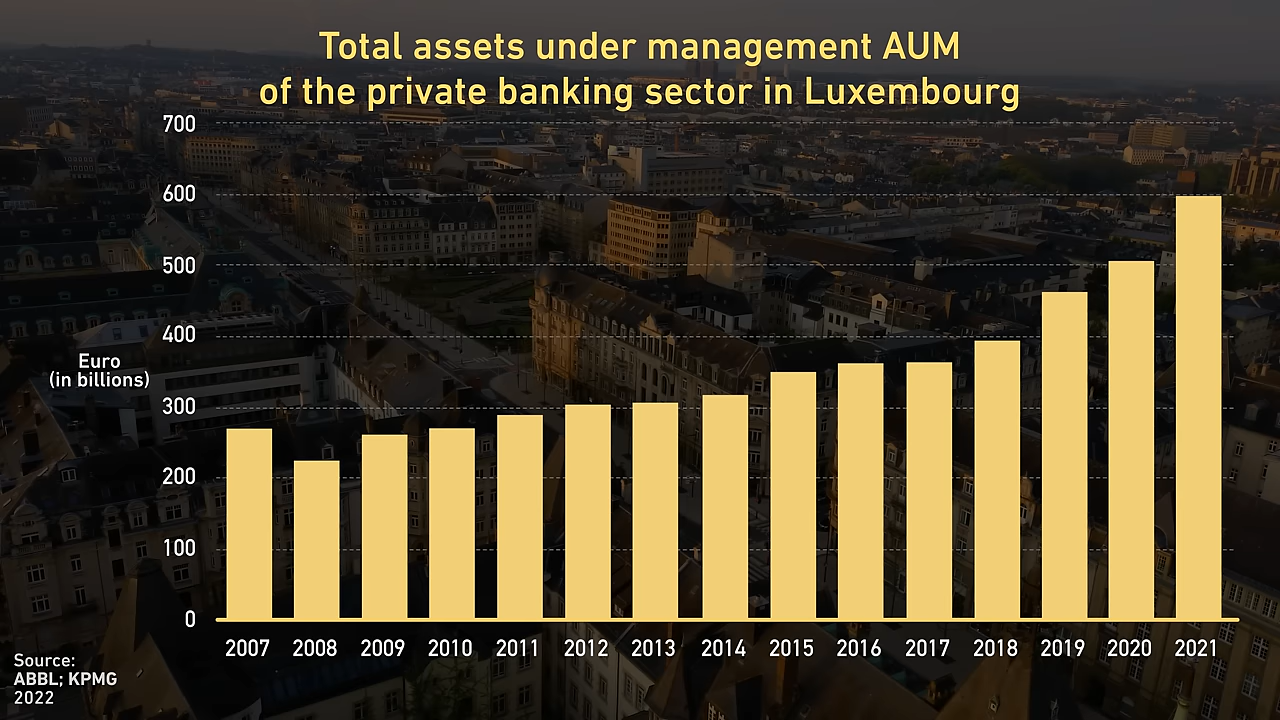 Total assets under management AUM
of the private banking sector in Luxembourg
700
600
500
400
Euro
(in billions)
300
200
100
0
2007 2008 2009 2010 2011 2012 2013 2014 2015 2016 2017 2018 2019 2020 2021
Source:
ABBL; KPMG
2022